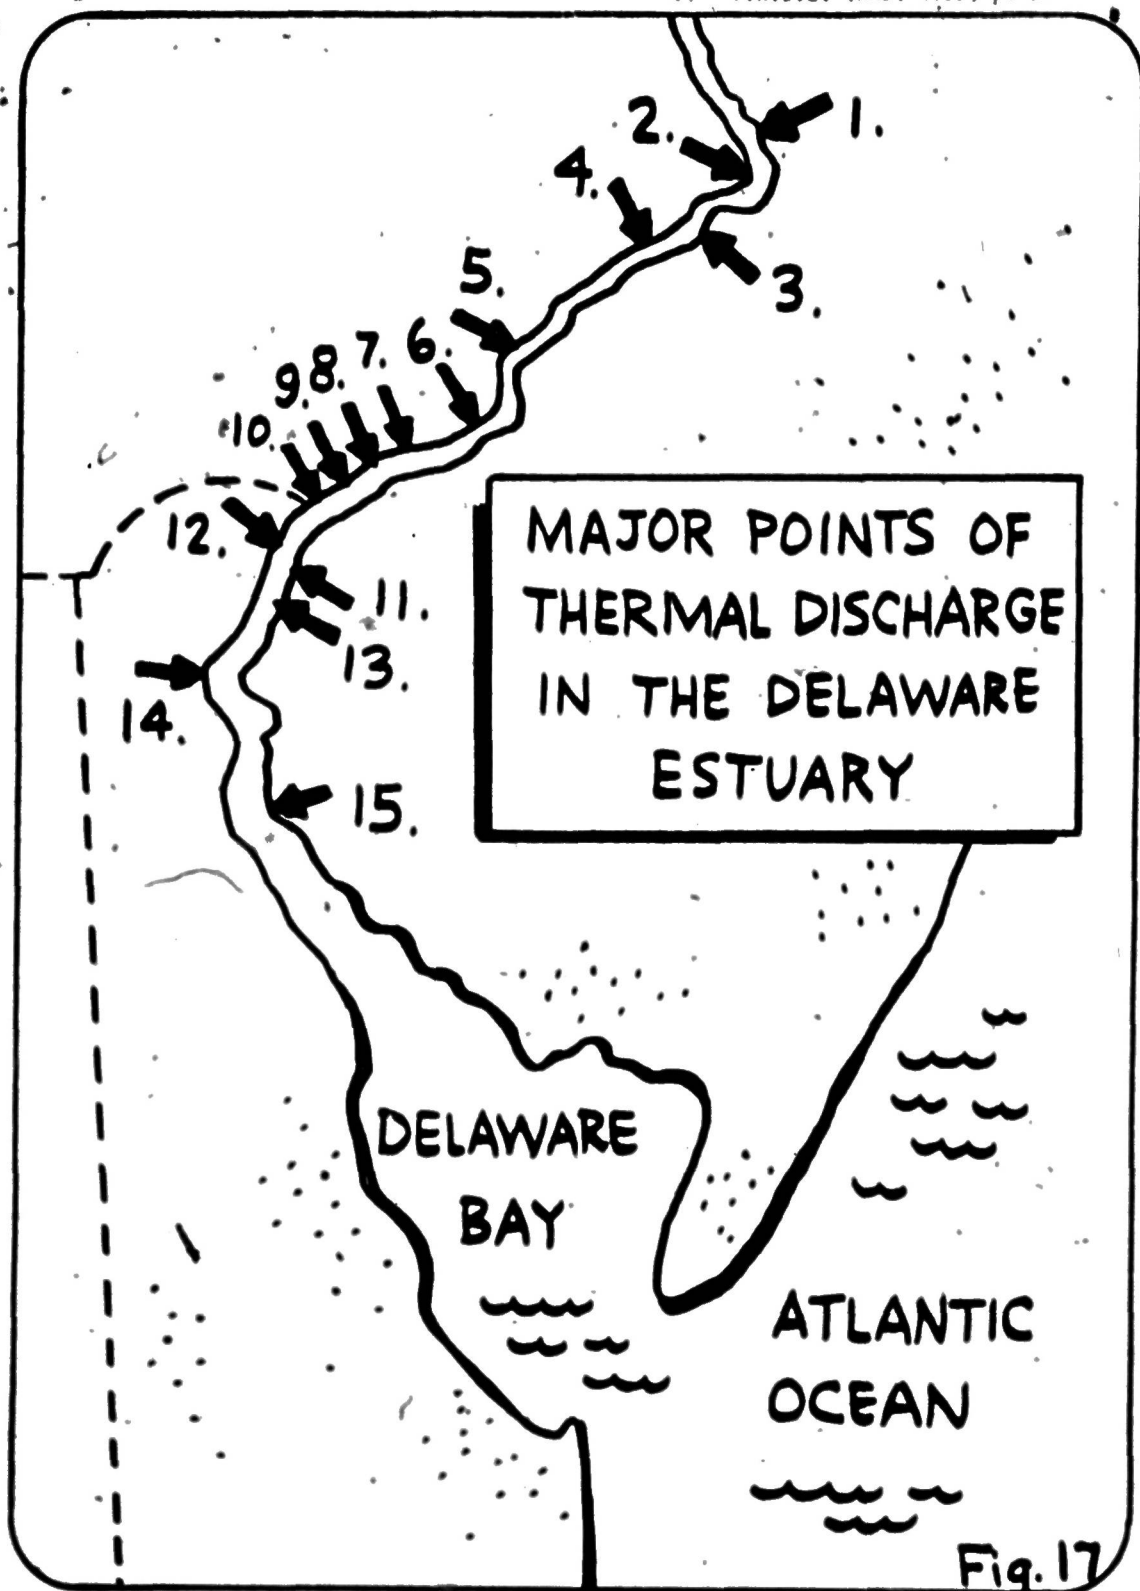 1.
2.
4.
3.
5.
6.
7.
8.
9.
10.
12.
11.
13.
14.
15.
MAJOR POINTS OF
THERMAL DISCHARGE
IN THE DELAWARE
ESTUARY
DELAWARE
BAY
ATLANTIC
OCEAN
Fig. 17